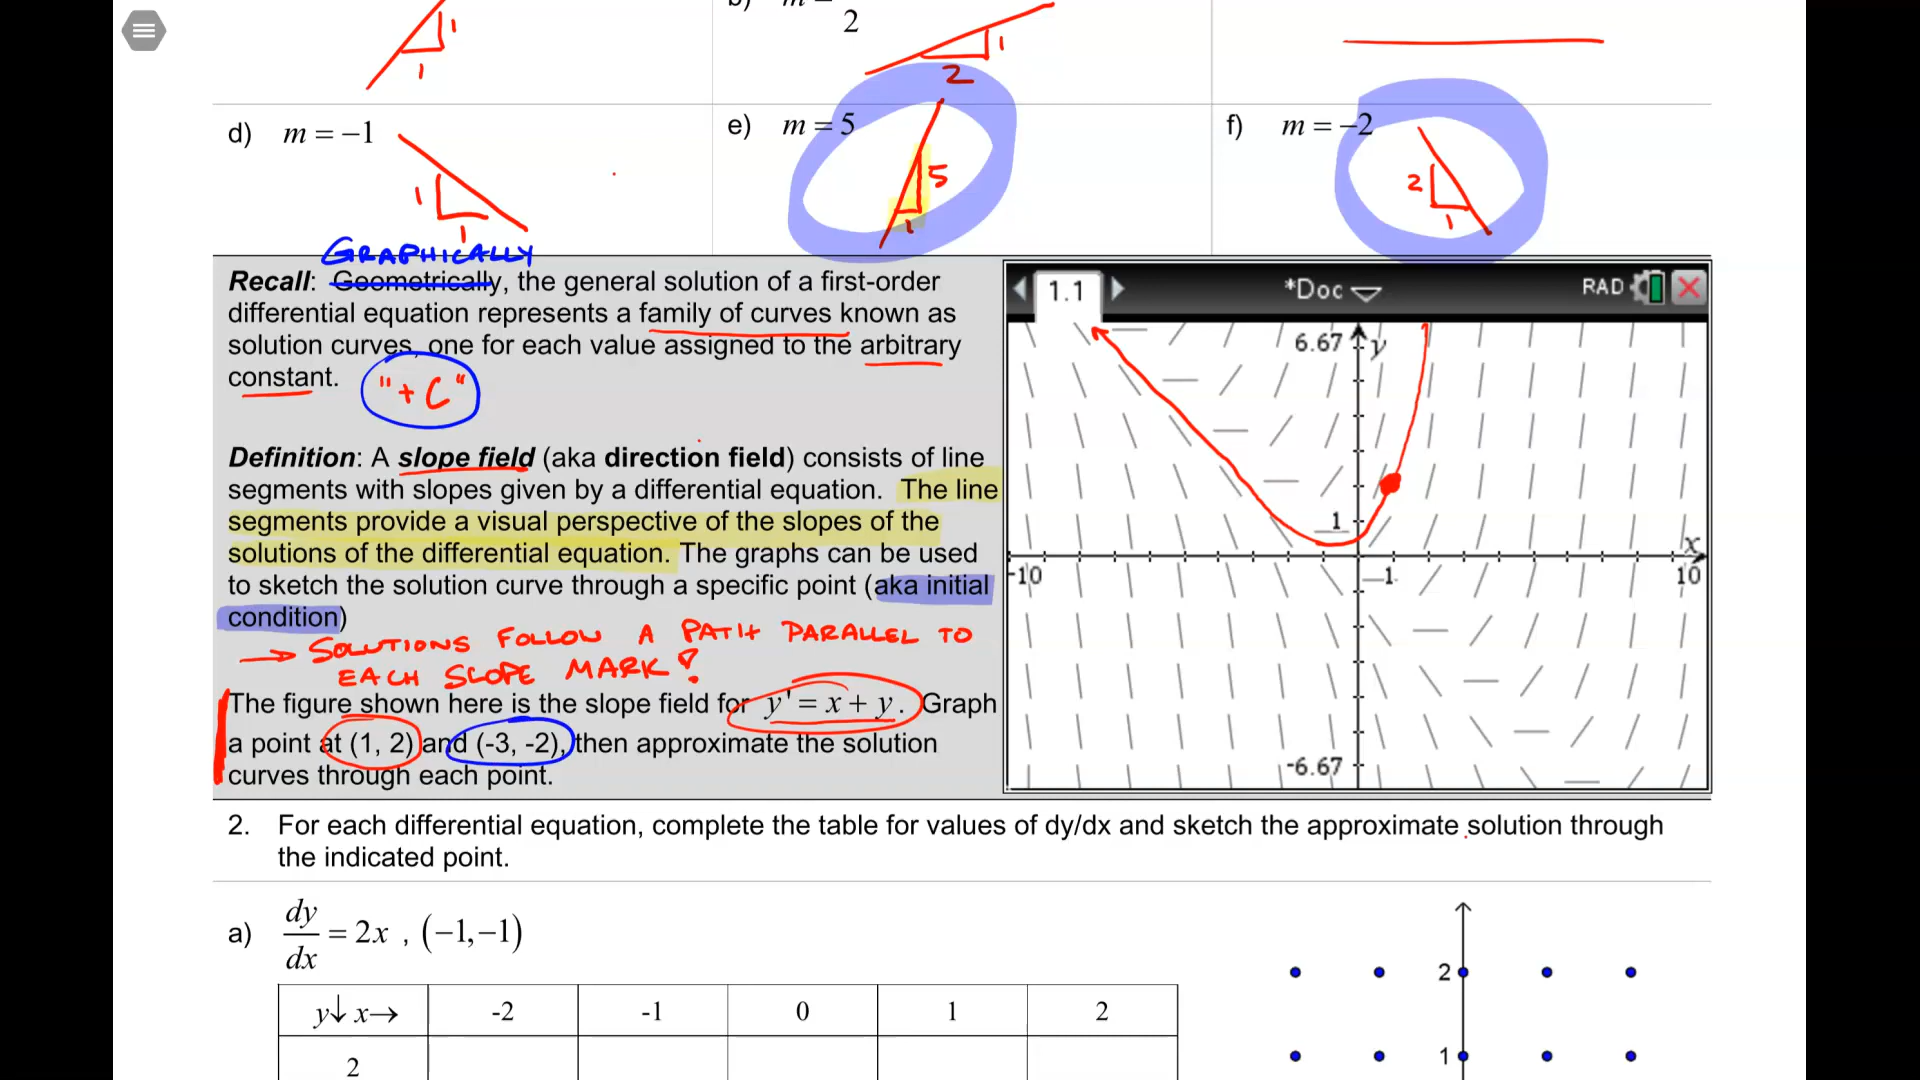 1
1
2
1
2
d) m = −1
1
1
e) m = 5
5
1
f) m = −2
2
1
GRAPHICALLY
Recall: Geometrically, the general solution of a first-order
differential equation represents a family of curves known as
solution curves, one for each value assigned to the arbitrary
constant. "+ C"
Definition: A slope field (aka direction field) consists of line
segments with slopes given by a differential equation. The line
segments provide a visual perspective of the slopes of the
solutions of the differential equation. The graphs can be used
to sketch the solution curve through a specific point (aka initial
condition)
→ SOLUTIONS FOLLOW A PATH PARALLEL TO
EACH SLOPE MARK!
The figure shown here is the slope field for y' = x + y. Graph
a point at (1, 2) and (-3, -2), then approximate the solution
curves through each point.
1.1 *Doc RAD
6.67 y
1
x
-10 1 10
-6.67
2. For each differential equation, complete the table for values of dy/dx and sketch the approximate solution through
the indicated point.
a) dy/dx = 2x , (−1,−1)
y↓ x→ -2 -1 0 1 2
2
2
1